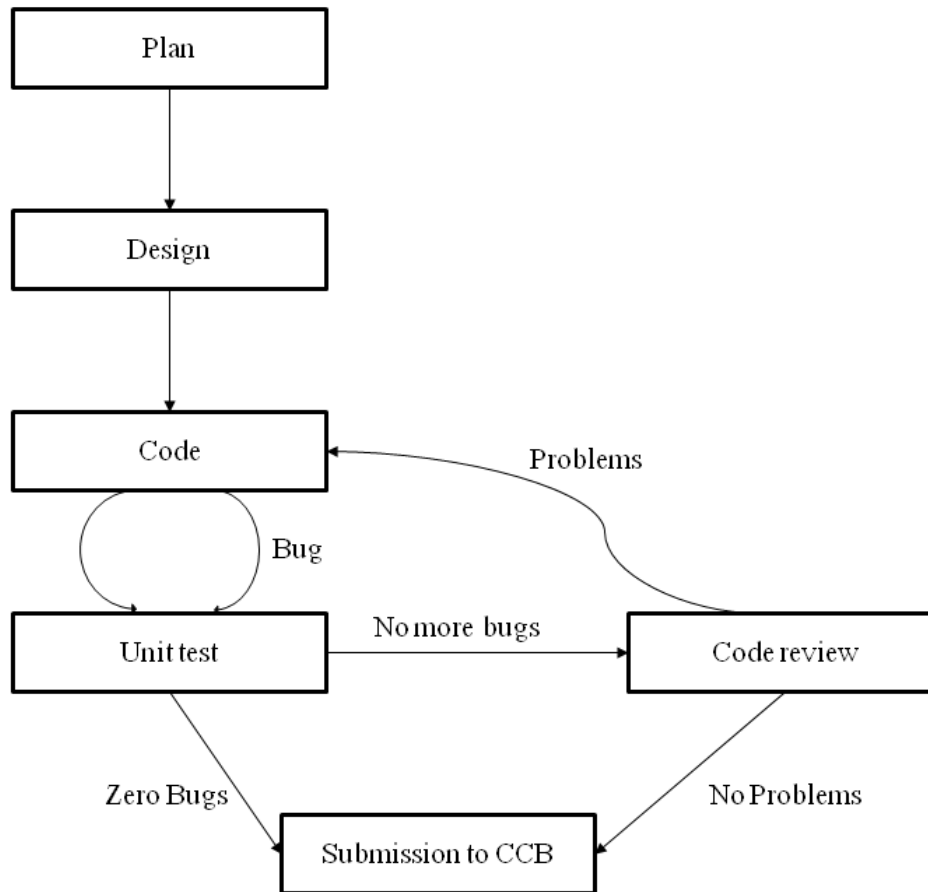 Plan
Design
Code
Problems
Bug
No more bugs
Unit test
Code review
Zero Bugs
No Problems
Submission to CCB